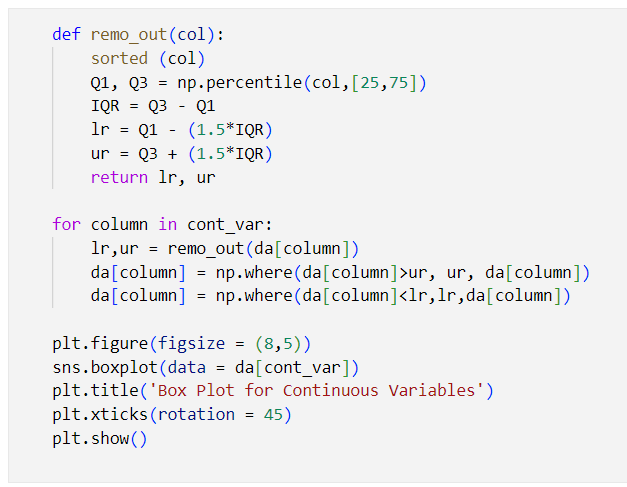 def remo_out(col):
    sorted (col)
    Q1, Q3 = np.percentile(col,[25,75])
    IQR = Q3 - Q1
    lr = Q1 - (1.5*IQR)
    ur = Q3 + (1.5*IQR)
    return lr, ur

for column in cont_var:
    lr,ur = remo_out(da[column])
    da[column] = np.where(da[column]>ur, ur, da[column])
    da[column] = np.where(da[column]<lr,lr,da[column])

plt.figure(figsize = (8,5))
sns.boxplot(data = da[cont_var])
plt.title('Box Plot for Continuous Variables')
plt.xticks(rotation = 45)
plt.show()